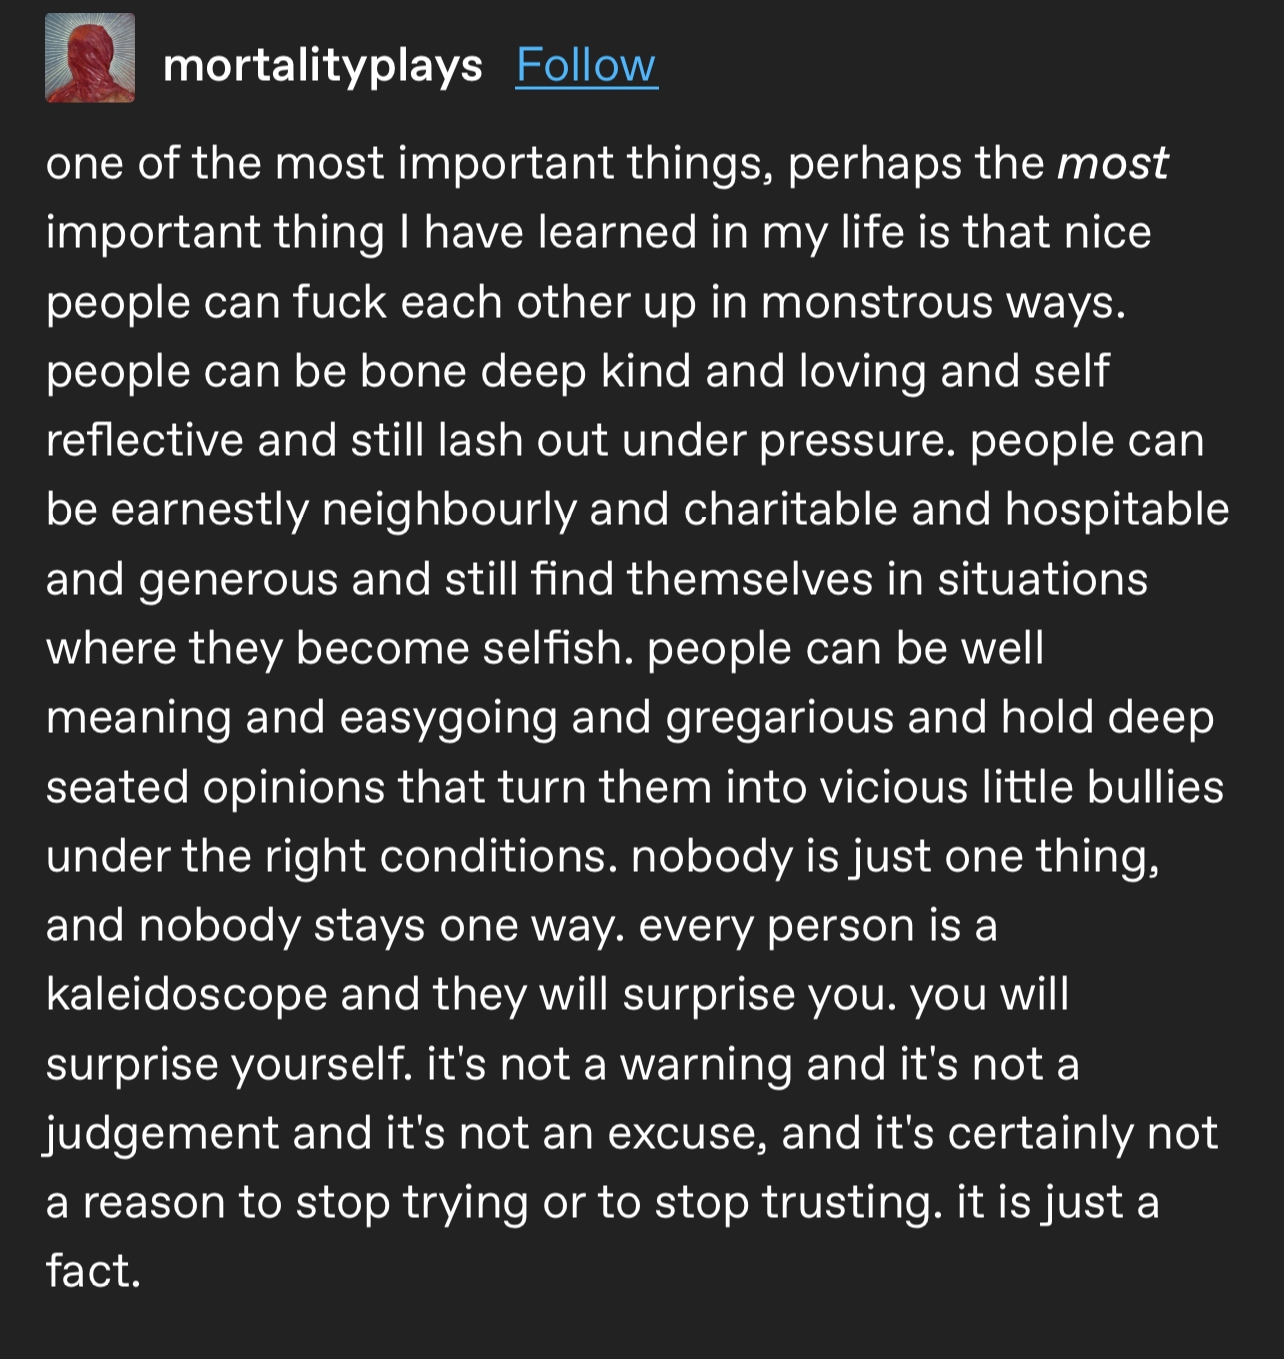 mortalityplays Follow
one of the most important things, perhaps the most
important thing I have learned in my life is that nice
people can fuck each other up in monstrous ways.
people can be bone deep kind and loving and self
reflective and still lash out under pressure. people can
be earnestly neighbourly and charitable and hospitable
and generous and still find themselves in situations
where they become selfish. people can be well
meaning and easygoing and gregarious and hold deep
seated opinions that turn them into vicious little bullies
under the right conditions. nobody is just one thing,
and nobody stays one way. every person is a
kaleidoscope and they will surprise you. you will
surprise yourself. it's not a warning and it's not a
judgement and it's not an excuse, and it's certainly not
a reason to stop trying or to stop trusting. it is just a
fact.